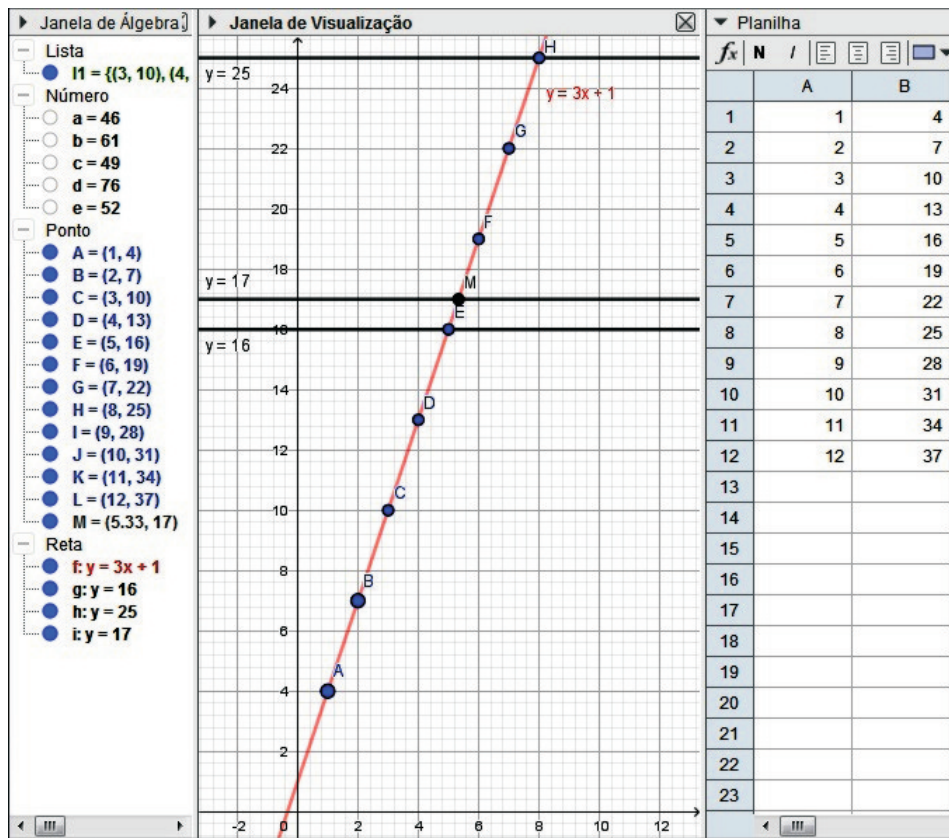 Janela de Álgebra
Lista
l1 = {(3, 10), (4,
Número
a = 46
b = 61
c = 49
d = 76
e = 52
Ponto
A = (1, 4)
B = (2, 7)
C = (3, 10)
D = (4, 13)
E = (5, 16)
F = (6, 19)
G = (7, 22)
H = (8, 25)
I = (9, 28)
J = (10, 31)
K = (11, 34)
L = (12, 37)
M = (5.33, 17)
Reta
f: y = 3x + 1
g: y = 16
h: y = 25
i: y = 17
Janela de Visualização
H
y = 25
24
y = 3x + 1
G
22
20
F
18
y = 17
M
E
16
y = 16
14
D
12
C
10
8
B
6
A
4
2
-2 0 2 4 6 8 10 12
Planilha
fx N I
A B
1 1 4
2 2 7
3 3 10
4 4 13
5 5 16
6 6 19
7 7 22
8 8 25
9 9 28
10 10 31
11 11 34
12 12 37
13
14
15
16
17
18
19
20
21
22
23